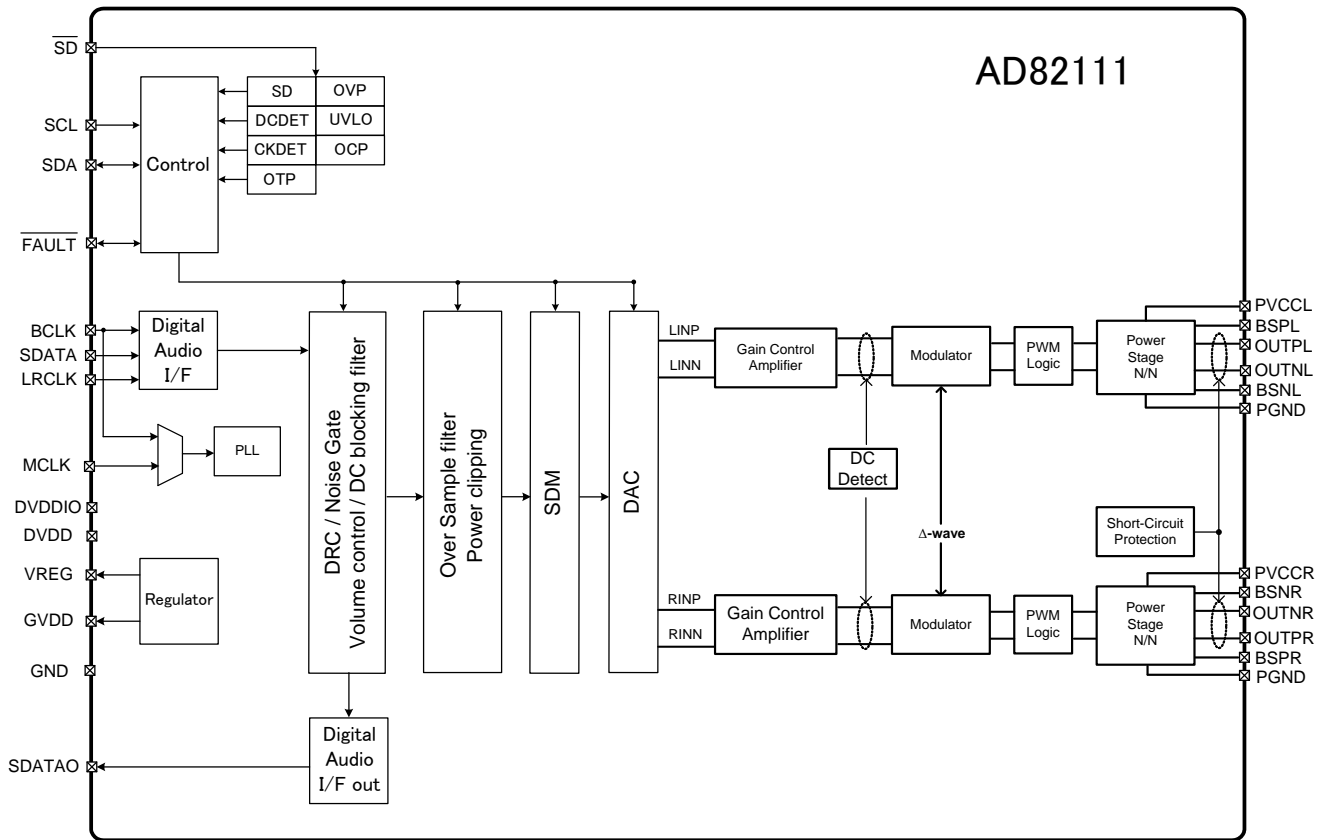 AD82111
SD
SCL
SDA
FAULT
Control
SD
OVP
DCDET
UVLO
CKDET
OCP
OTP
BCLK
SDATA
LRCLK
MCLK
DVDDIO
DVDD
VREG
GVDD
GND
SDATAO
Digital
Audio
I/F
PLL
Regulator
DRC / Noise Gate
Volume control / DC blocking filter
Over Sample filter
Power clipping
SDM
DAC
Digital
Audio
I/F out
LINP
LINN
Gain Control
Amplifier
Modulator
PWM
Logic
Power
Stage
N/N
PVCCL
BSPL
OUTPL
OUTNL
BSNL
PGND
DC
Detect
Δ-wave
Short-Circuit
Protection
RINP
RINN
Gain Control
Amplifier
Modulator
PWM
Logic
Power
Stage
N/N
PVCCR
BSNR
OUTNR
OUTPR
BSPR
PGND